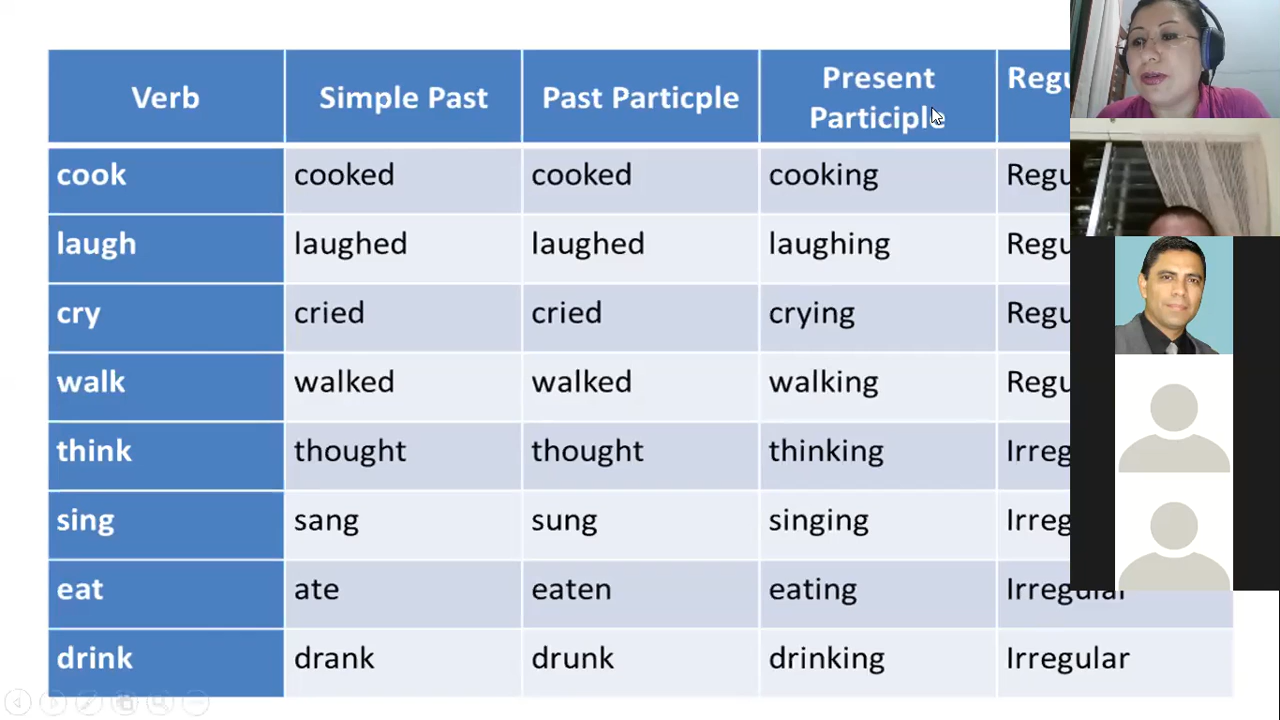 Verb Simple Past Past Particple Present Participle
cook cooked cooked cooking
laugh laughed laughed laughing
cry cried cried crying
walk walked walked walking
think thought thought thinking
sing sang sung singing
eat ate eaten eating Irregular
drink drank drunk drinking Irregular